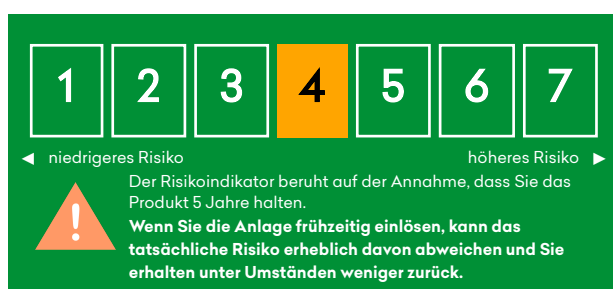 1 2 3 4 5 6 7
◀ niedrigeres Risiko höheres Risiko ▶
Der Risikoindikator beruht auf der Annahme, dass Sie das
Produkt 5 Jahre halten.
Wenn Sie die Anlage frühzeitig einlösen, kann das
tatsächliche Risiko erheblich davon abweichen und Sie
erhalten unter Umständen weniger zurück.
!